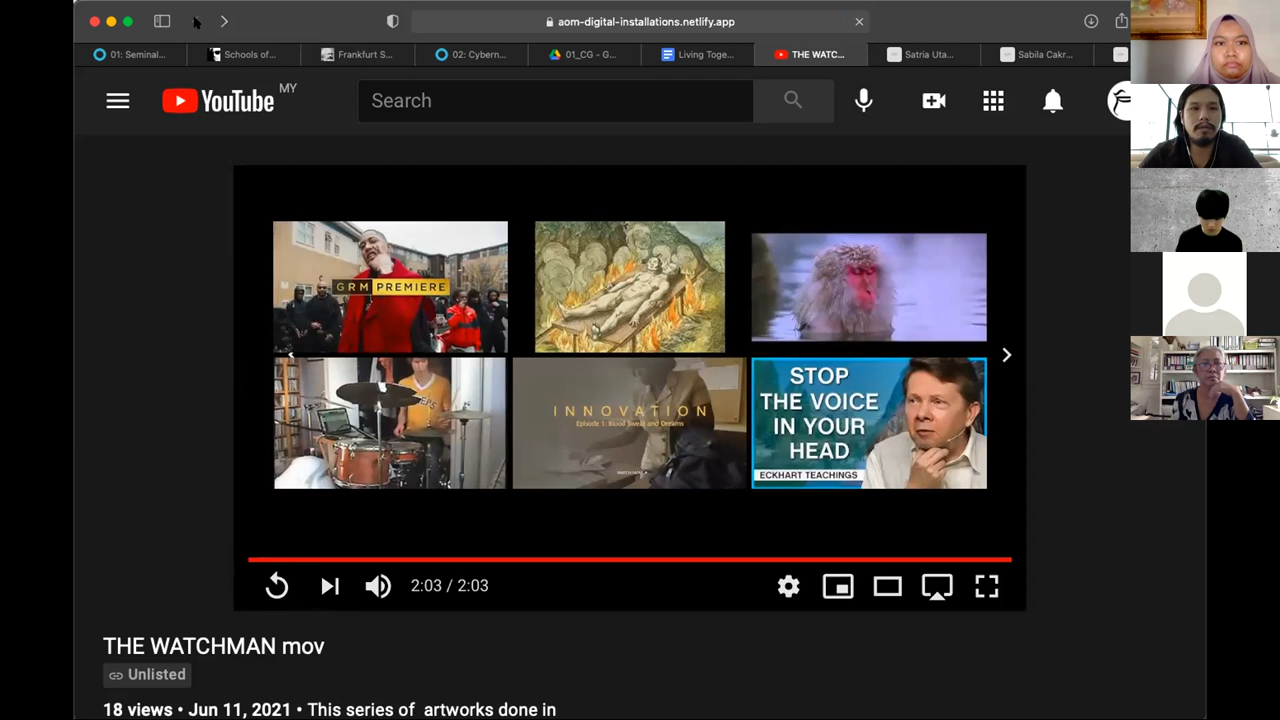 aom-digital-installations.netlify.app
01: Seminal...
Schools of...
Frankfurt S...
02: Cybern...
01_CG - G...
Living Toge...
THE WATC...
Satria Uta...
Sabila Cakr...
YouTube MY
Search
GRM PREMIERE
INNOVATION
Episode 1: Blood Sweat and Dreams
WATCH NOW
STOP
THE VOICE
IN YOUR
HEAD
ECKHART TEACHINGS
2:03 / 2:03
THE WATCHMAN mov
Unlisted
18 views • Jun 11, 2021 • This series of artworks done in